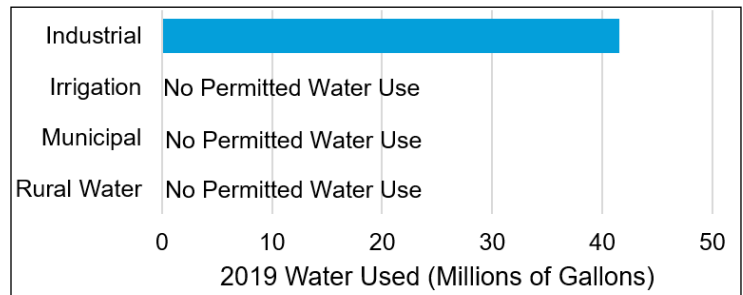 Industrial
Irrigation No Permitted Water Use
Municipal No Permitted Water Use
Rural Water No Permitted Water Use
0 10 20 30 40 50
2019 Water Used (Millions of Gallons)